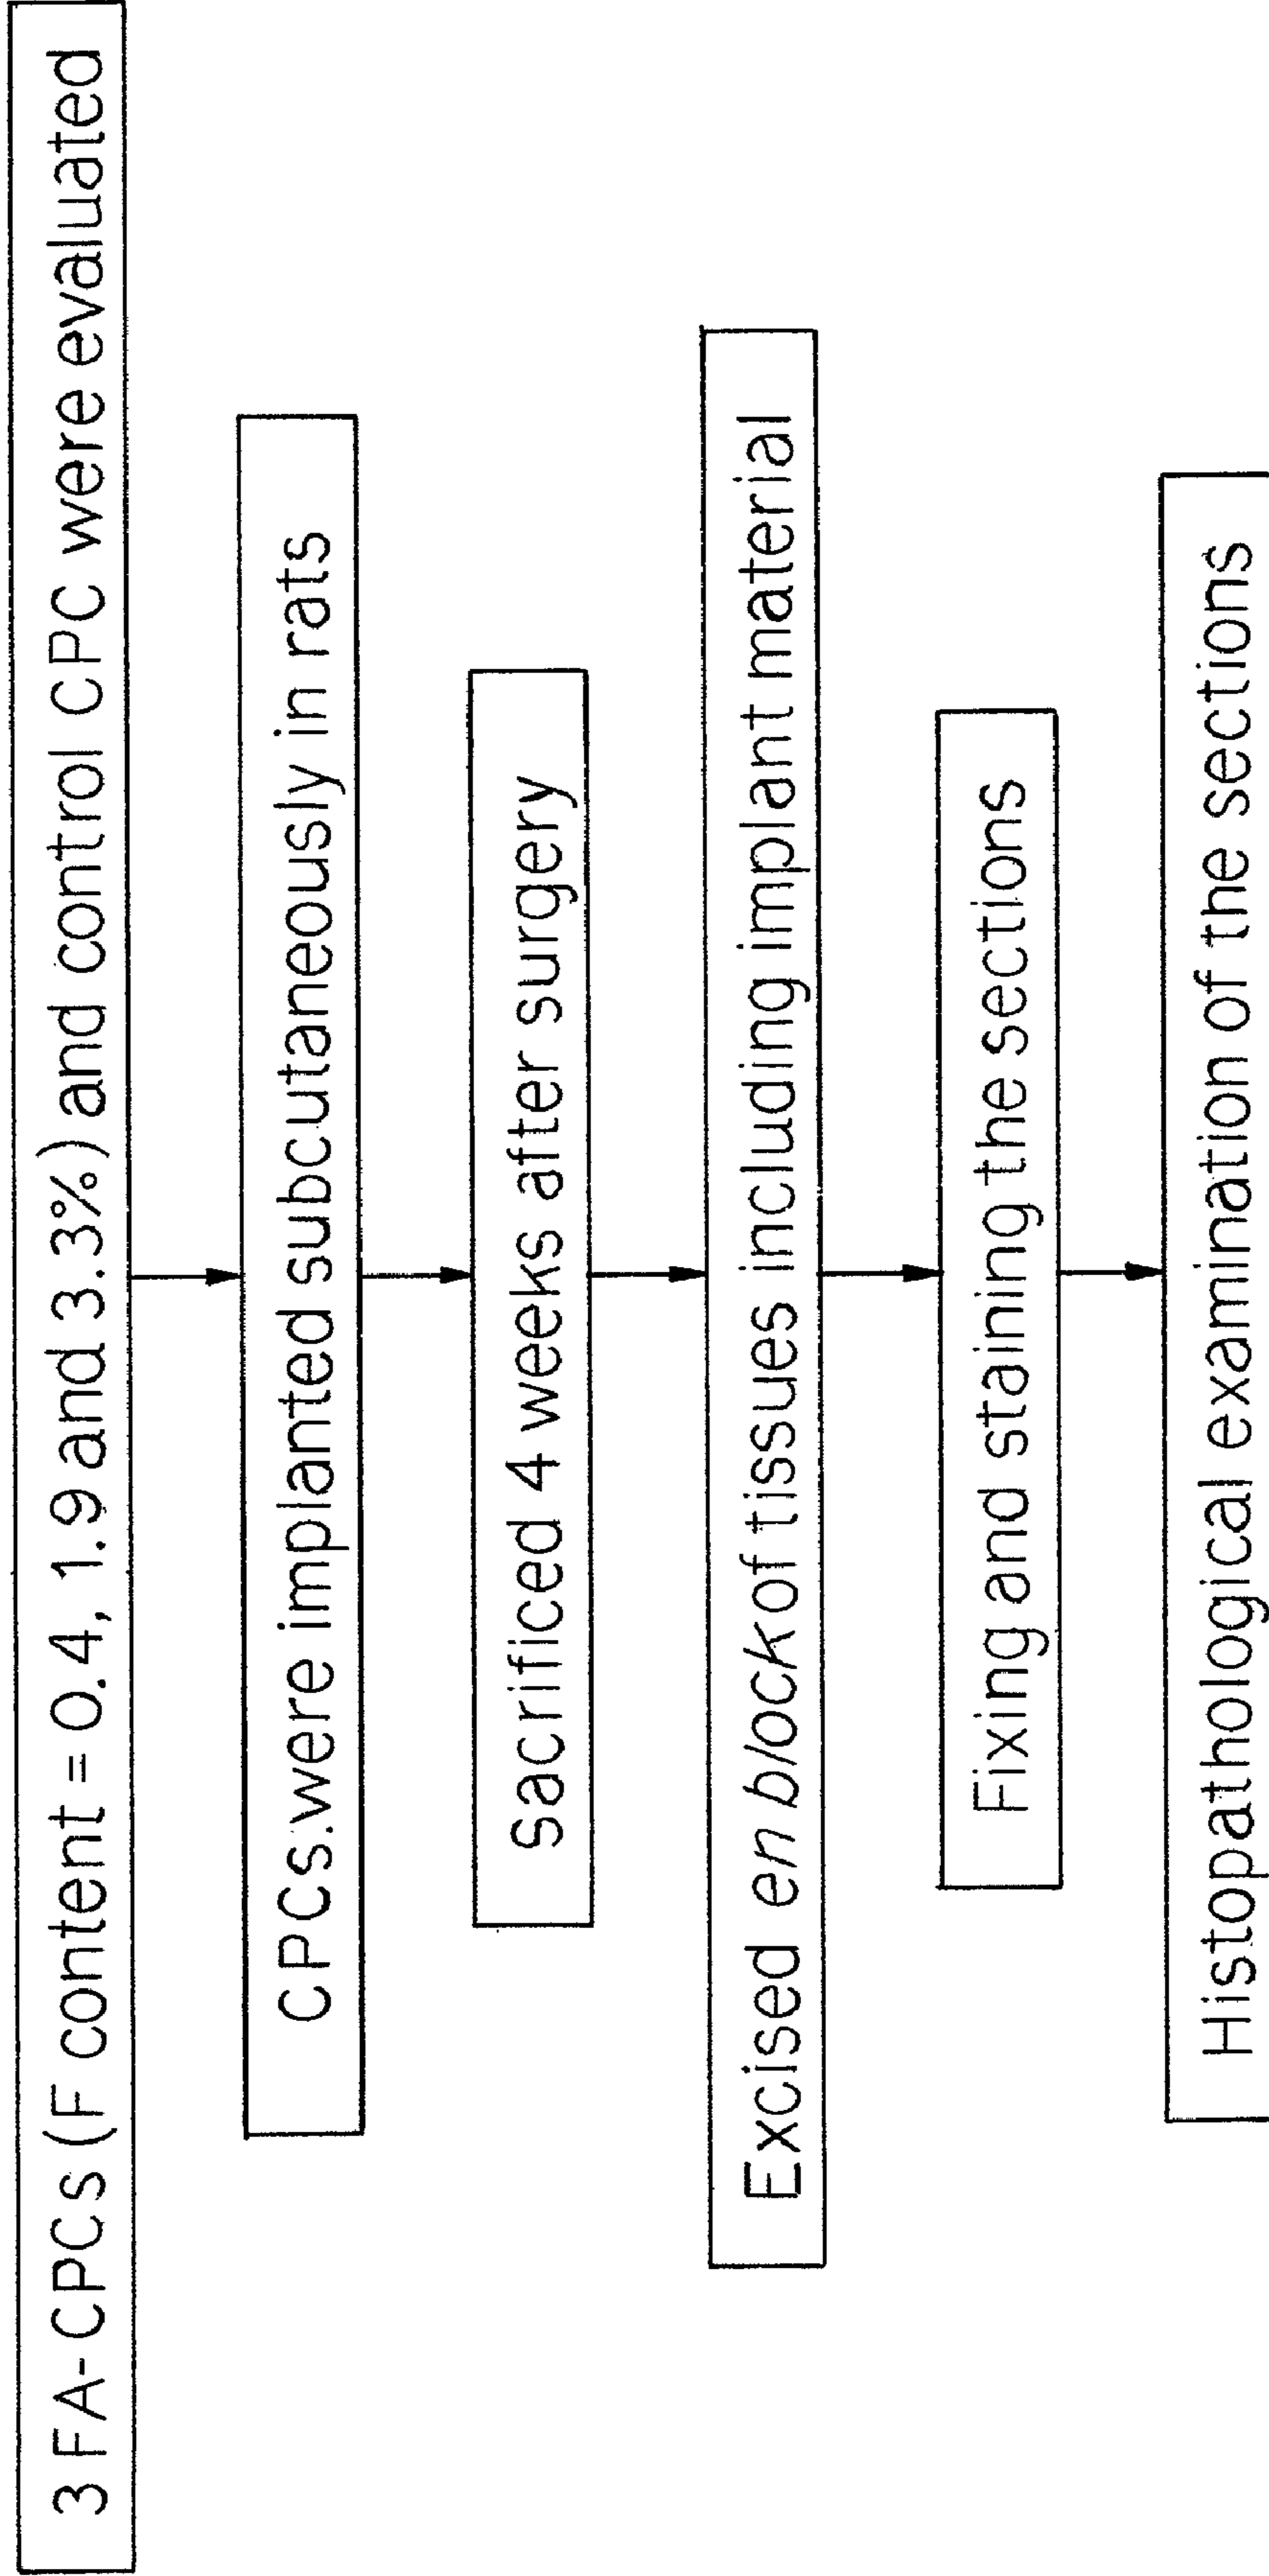 3 FA-CPCs (F content = 0.4, 1.9 and 3.3%) and control CPC were evaluated
CPCs.were implanted subcutaneously in rats
Sacrificed 4 weeks after surgery
Excised en block of tissues including implant material
Fixing and staining the sections
Histopathological examination of the sections